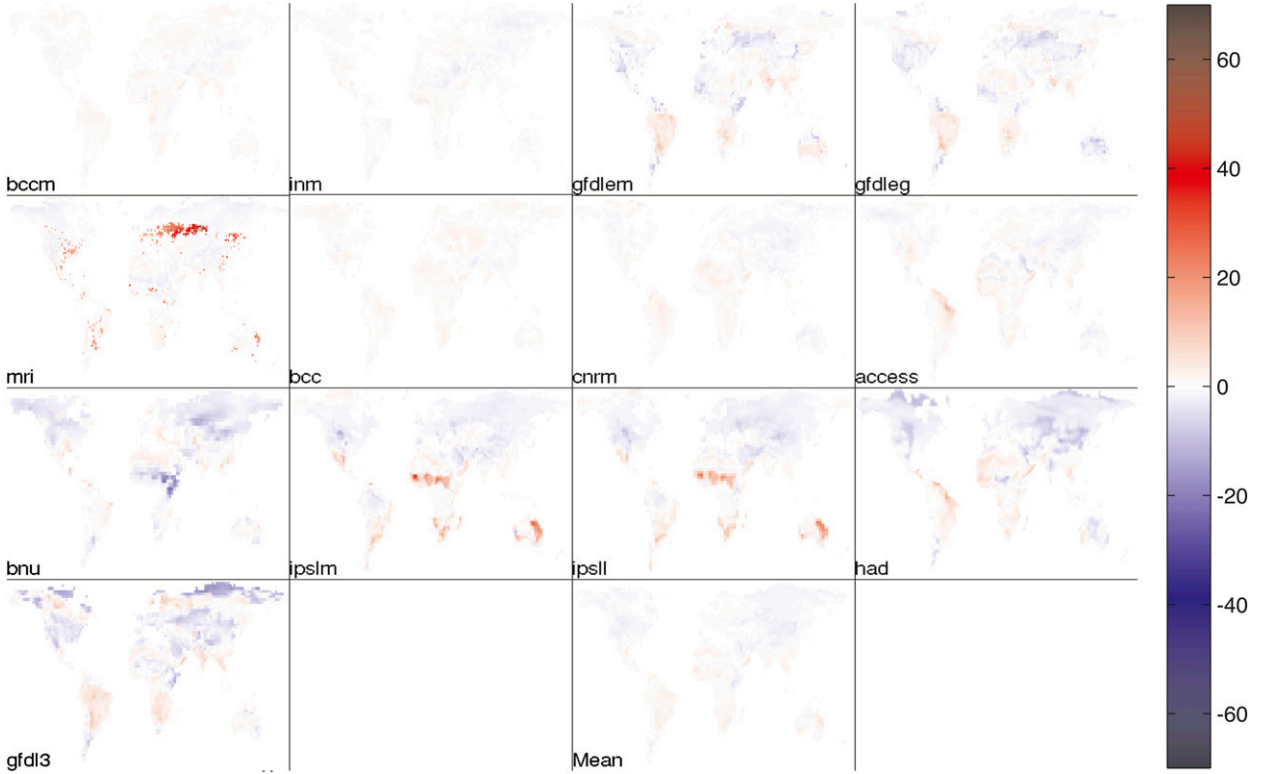 bccm
inm
gfdlem
gfdleg
mri
bcc
cnrm
access
bnu
ipslm
ipsll
had
gfdl3
Mean
60
40
20
0
-20
-40
-60